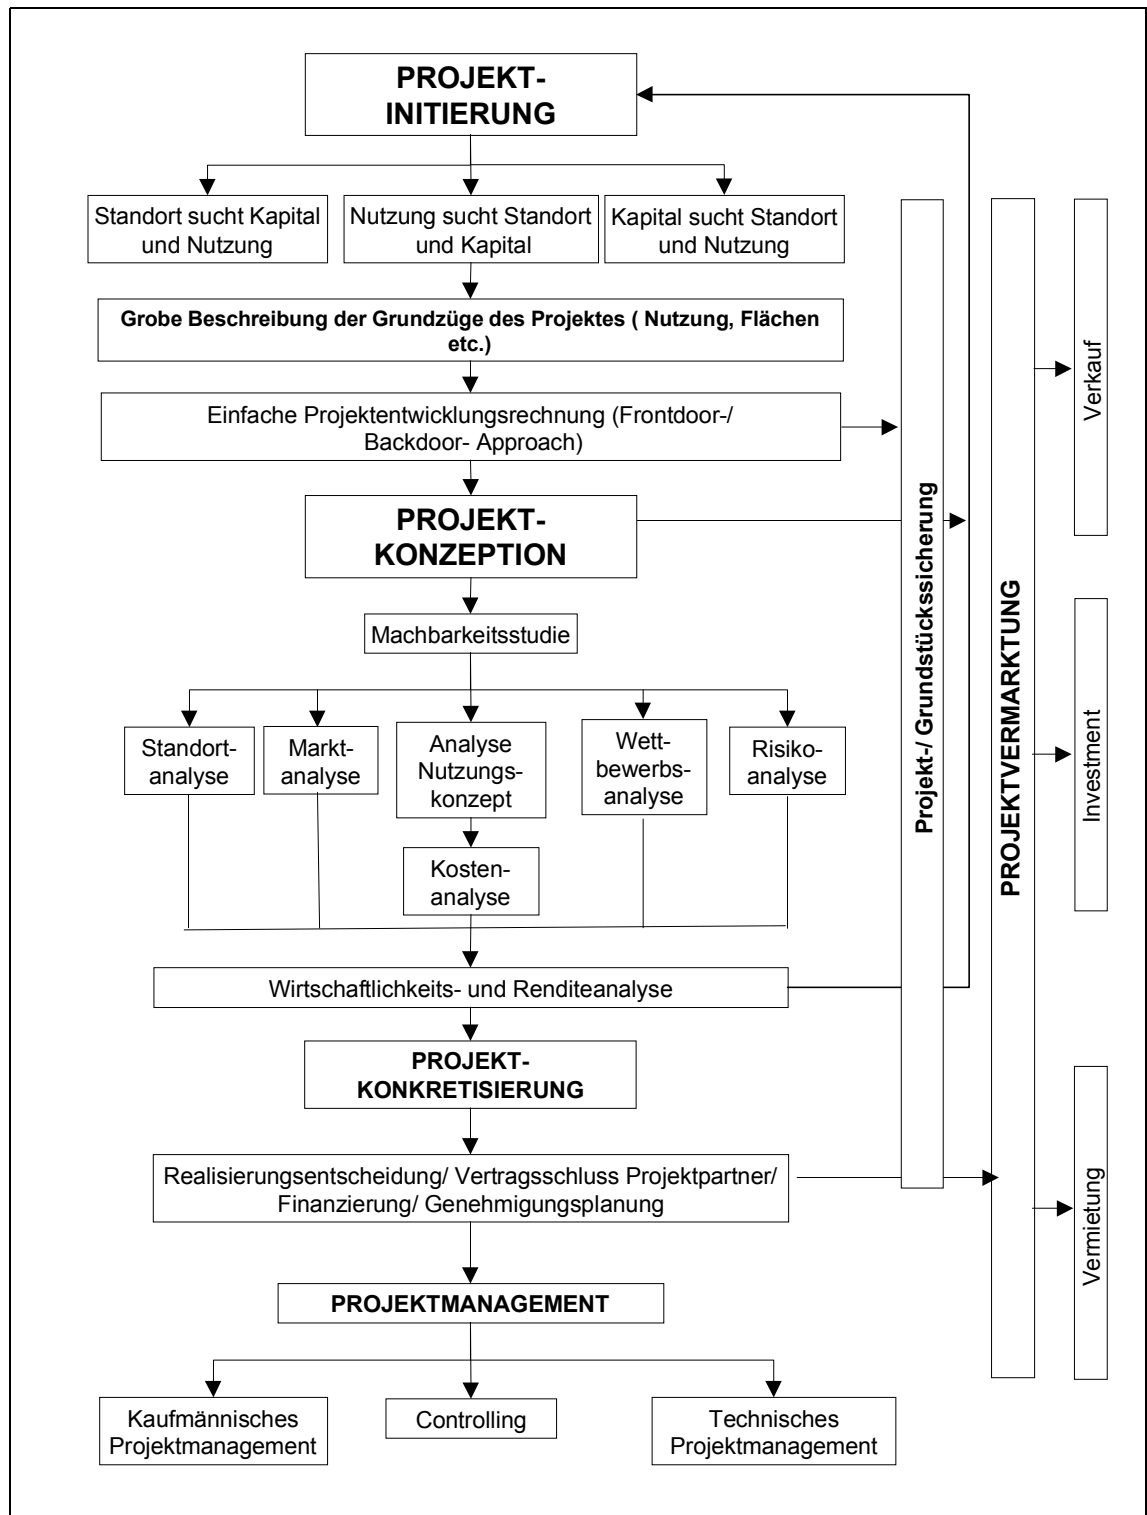 PROJEKT-
INITIERUNG
Standort sucht Kapital
und Nutzung
Nutzung sucht Standort
und Kapital
Kapital sucht Standort
und Nutzung
Grobe Beschreibung der Grundzüge des Projektes ( Nutzung, Flächen
etc.)
Einfache Projektentwicklungsrechnung (Frontdoor-/
Backdoor- Approach)
PROJEKT-
KONZEPTION
Machbarkeitsstudie
Standort-
analyse
Markt-
analyse
Analyse
Nutzungs-
konzept
Wett-
bewerbs-
analyse
Risiko-
analyse
Kosten-
analyse
Wirtschaftlichkeits- und Renditeanalyse
PROJEKT-
KONKRETISIERUNG
Realisierungsentscheidung/ Vertragsschluss Projektpartner/
Finanzierung/ Genehmigungsplanung
PROJEKTMANAGEMENT
Kaufmännisches
Projektmanagement
Controlling
Technisches
Projektmanagement
Projekt-/ Grundstückssicherung
PROJEKTVERMARKTUNG
Verkauf
Investment
Vermietung